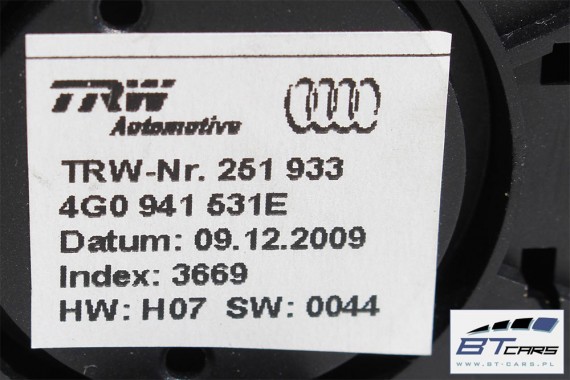 TRW
Automotive
TRW-Nr. 251 933
4G0 941 531E
Datum: 09.12.2009
Index: 3669
HW: H07 SW: 0044
BTCARS
WWW.BT-CARS.PL